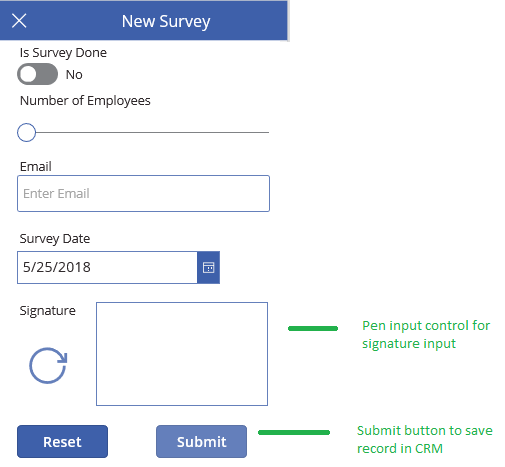 New Survey
Is Survey Done
No
Number of Employees
Email
Enter Email
Survey Date
5/25/2018
Signature
Pen input control for
signature input
Reset
Submit
Submit button to save
record in CRM